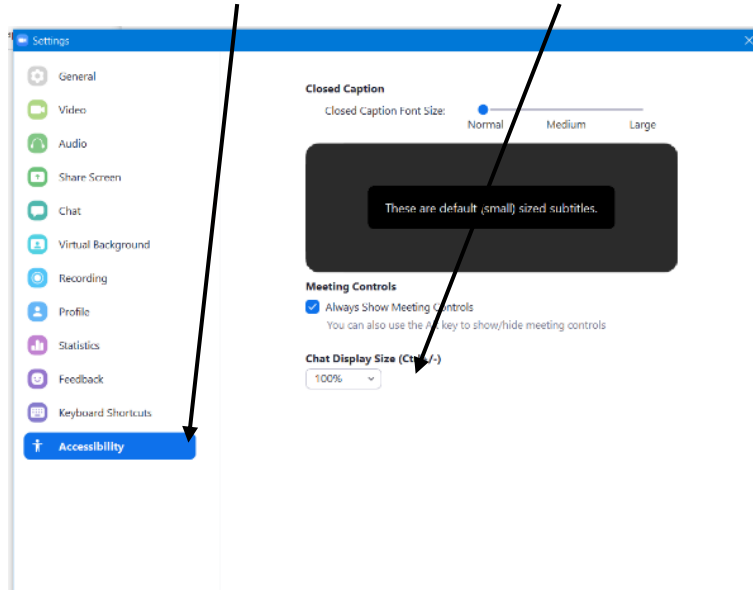 Settings
General
Video
Audio
Share Screen
Chat
Virtual Background
Recording
Profile
Statistics
Feedback
Keyboard Shortcuts
Accessibility
Closed Caption
Closed Caption Font Size:
Normal Medium Large
These are default (small) sized subtitles.
Meeting Controls
Always Show Meeting Controls
You can also use the key to show/hide meeting controls
Chat Display Size
100%